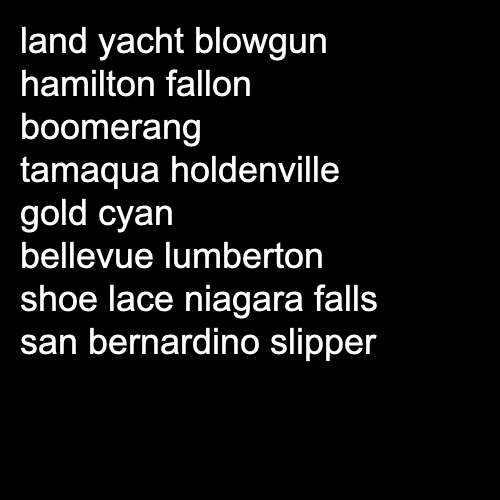 land yacht blowgun
hamilton fallon
boomerang
tamaqua holdenville
gold cyan
bellevue lumberton
shoe lace niagara falls
san bernardino slipper